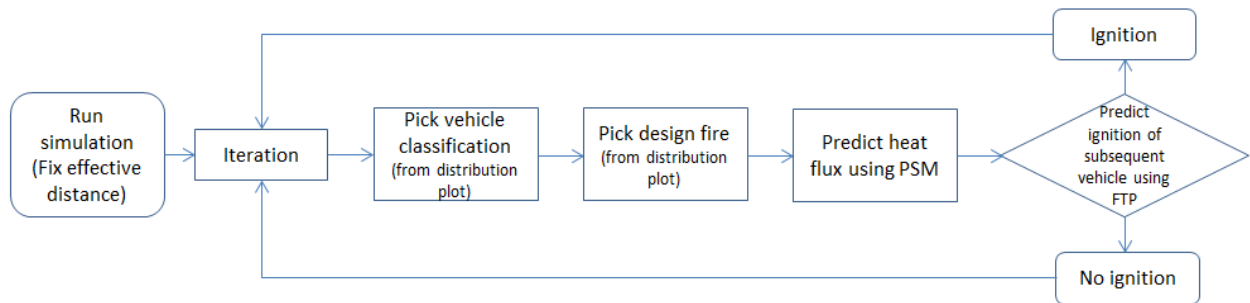 Run
simulation
(Fix effective
distance)
Iteration
Pick vehicle
classification
(from distribution
plot)
Pick design fire
(from distribution
plot)
Predict heat
flux using PSM
Predict
ignition of
subsequent
vehicle using
FTP
Ignition
No ignition